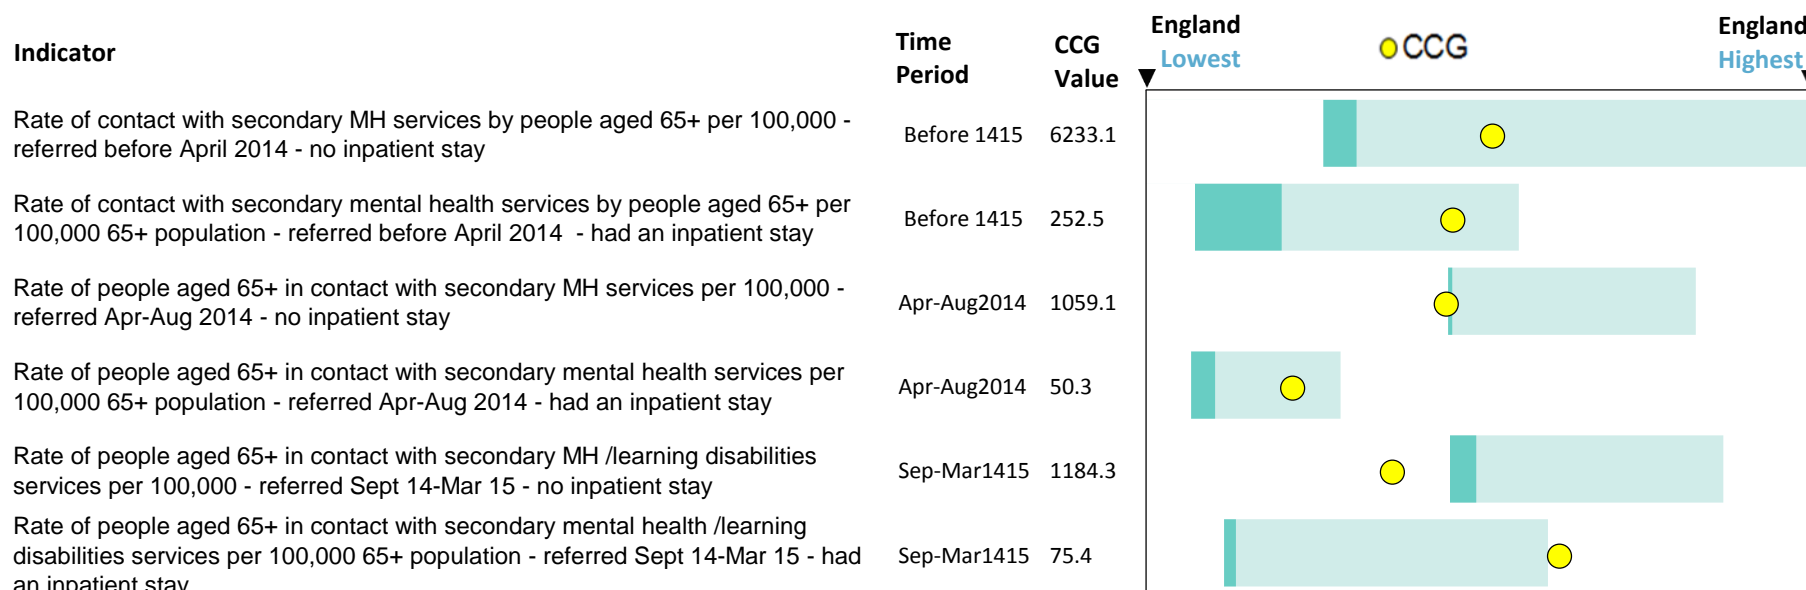 Indicator
Time
Period
CCG
Value
England
Lowest
CCG
England
Highest
Rate of contact with secondary MH services by people aged 65+ per 100,000 -
referred before April 2014 - no inpatient stay
Before 1415
6233.1
Rate of contact with secondary mental health services by people aged 65+ per
100,000 65+ population - referred before April 2014 - had an inpatient stay
Before 1415
252.5
Rate of people aged 65+ in contact with secondary MH services per 100,000 -
referred Apr-Aug 2014 - no inpatient stay
Apr-Aug2014
1059.1
Rate of people aged 65+ in contact with secondary mental health services per
100,000 65+ population - referred Apr-Aug 2014 - had an inpatient stay
Apr-Aug2014
50.3
Rate of people aged 65+ in contact with secondary MH /learning disabilities
services per 100,000 - referred Sept 14-Mar 15 - no inpatient stay
Sep-Mar1415
1184.3
Rate of people aged 65+ in contact with secondary mental health /learning
disabilities services per 100,000 65+ population - referred Sept 14-Mar 15 - had
an inpatient stay
Sep-Mar1415
75.4